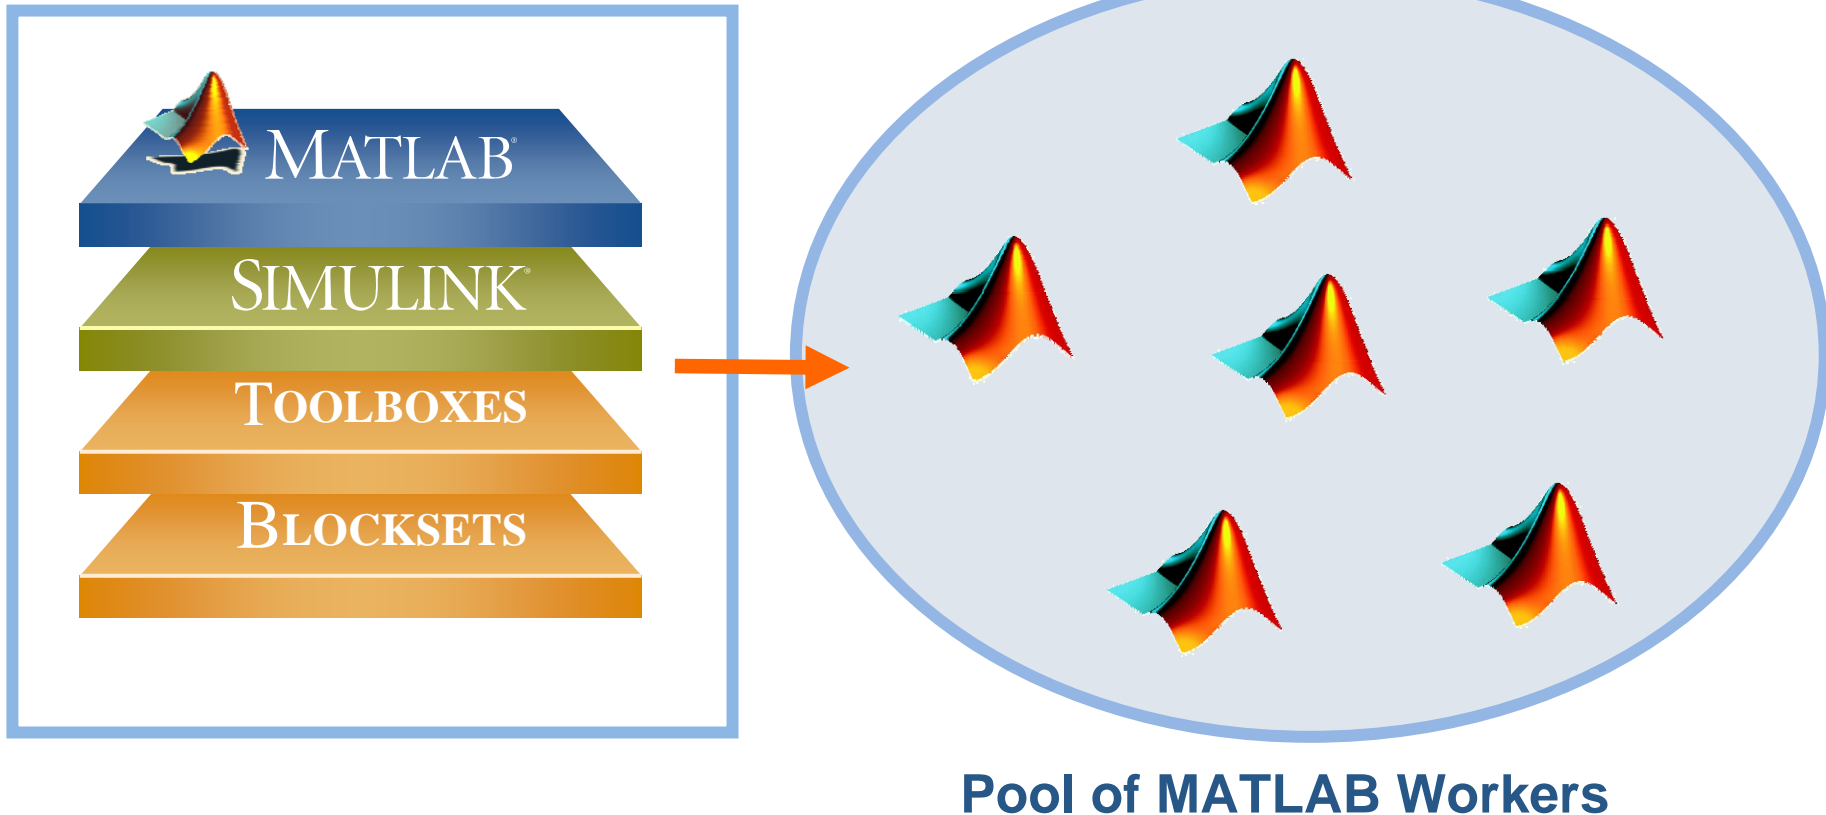 MATLAB®
SIMULINK®
TOOLBOXES
BLOCKSETS
Pool of MATLAB Workers